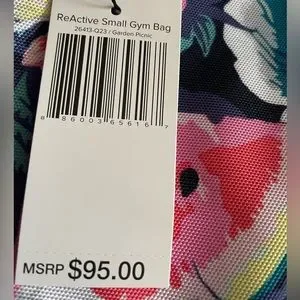 ReActive Small Gym Bag
26413-Q23 / Garden Picnic
8 86003 65616 7
MSRP $95.00